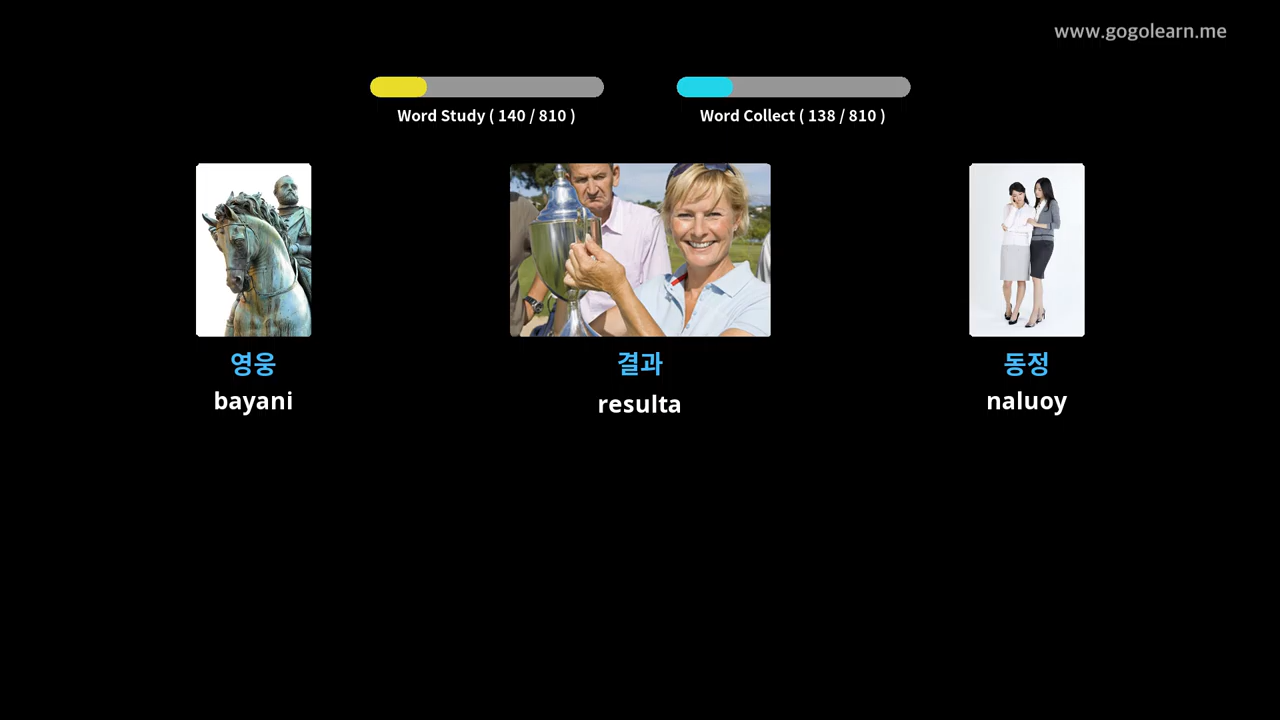 www.gogolearn.me
Word Study ( 140 / 810 )
Word Collect ( 138 / 810 )
영웅
bayani
결과
resulta
동정
naluoy